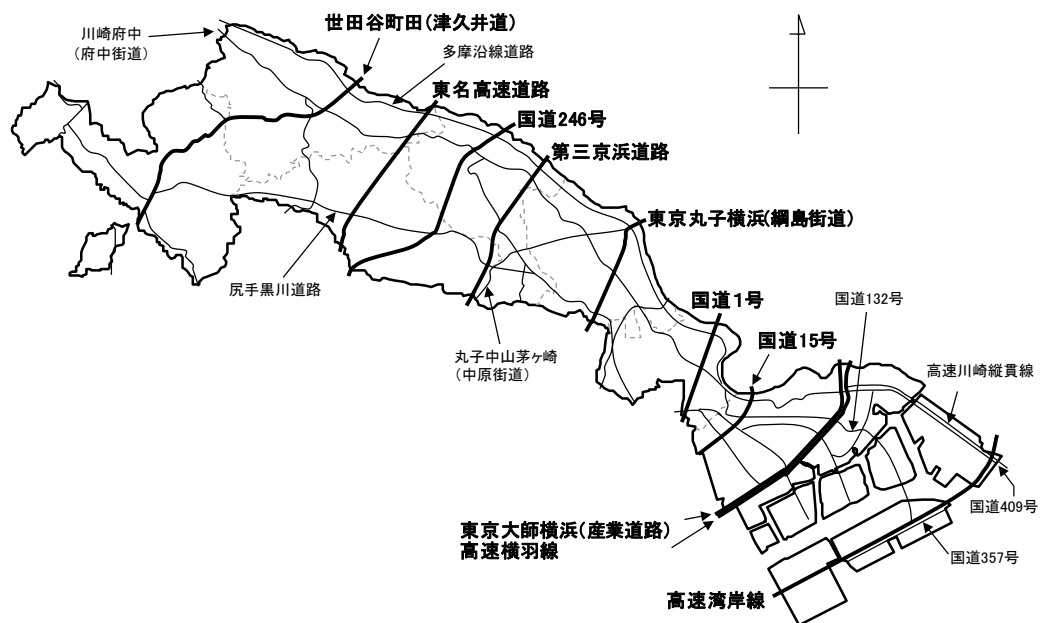 世田谷町田(津久井道)
川崎府中
(府中街道)
多摩沿線道路
東名高速道路
国道246号
第三京浜道路
東京丸子横浜(綱島街道)
尻手黒川道路
国道1号
国道132号
国道15号
丸子中山茅ヶ崎
(中原街道)
高速川崎縦貫線
国道409号
東京大師横浜(産業道路)
高速横羽線
国道357号
高速湾岸線